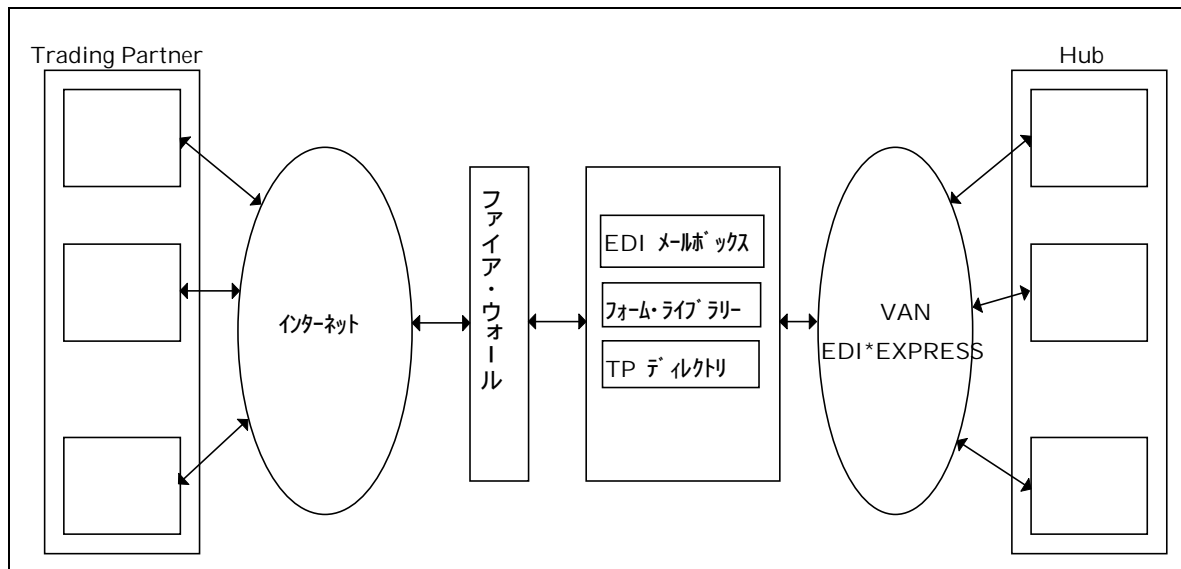 Trading Partner
Hub
インターネット
ファイア・ウォール
EDI メールボックス
フォーム・ライブラリー
TP ディレクトリ
VAN
EDI*EXPRESS